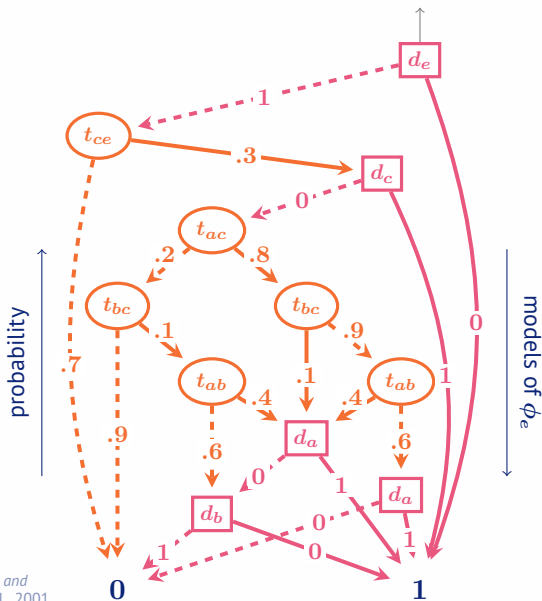 d_e
1
t_ce
.3
d_c
0
t_ac
.2
.8
t_bc
t_bc
0
.1
.9
.7
t_ab
.4
.1
.4
t_ab
1
.9
.6
d_a
.6
0
1
d_a
d_b
0
1
0
1
0
1
probability
models of ϕ_e
and
2001